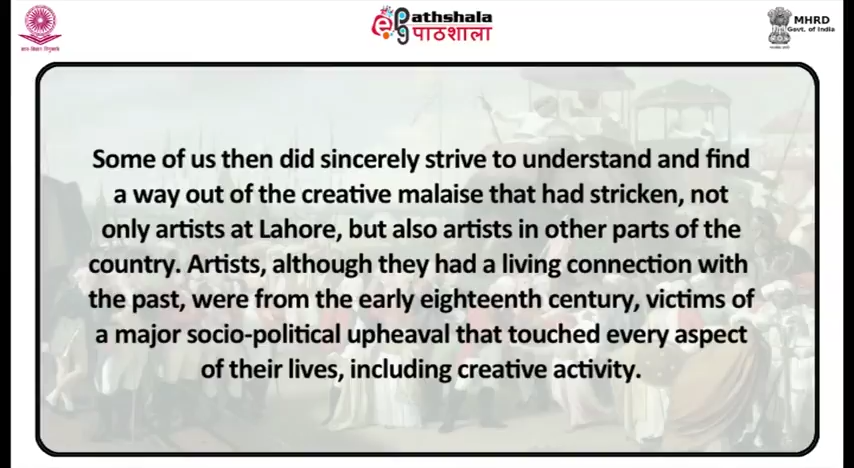 ePathshala
पाठशाला
MHRD
Govt. of India
Some of us then did sincerely strive to understand and find
a way out of the creative malaise that had stricken, not
only artists at Lahore, but also artists in other parts of the
country. Artists, although they had a living connection with
the past, were from the early eighteenth century, victims of
a major socio-political upheaval that touched every aspect
of their lives, including creative activity.